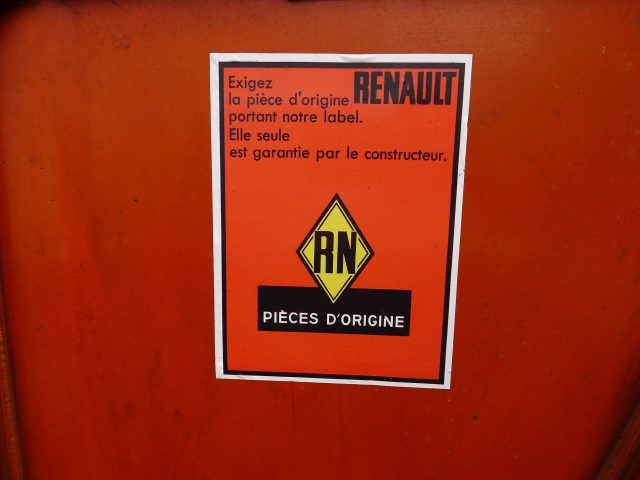 Exigez
la pièce d'origine RENAULT
portant notre label.
Elle seule
est garantie par le constructeur.
RN
PIÈCES D'ORIGINE